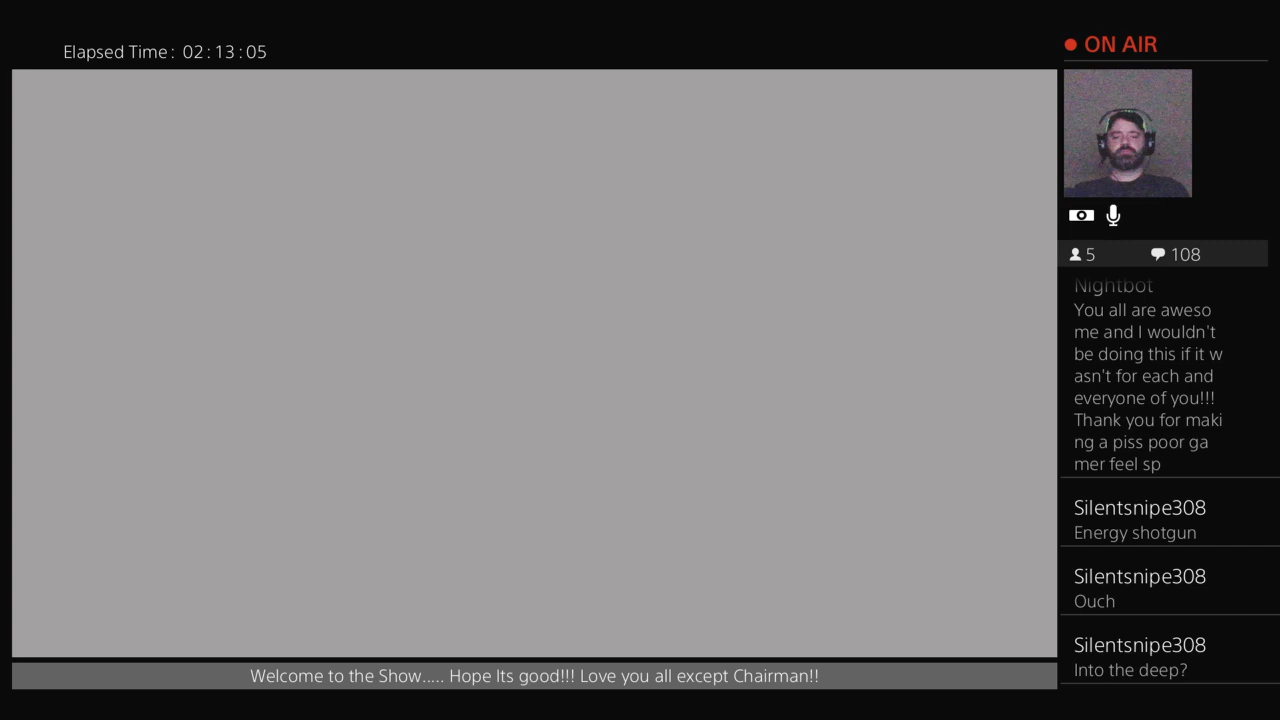 Elapsed Time: 02:13:05
ON AIR
5 108
Nightbot
You all are aweso
me and I wouldn't
be doing this if it w
asn't for each and
everyone of you!!!
Thank you for maki
ng a piss poor ga
mer feel sp
Silentsnipe308
Energy shotgun
Silentsnipe308
Ouch
Silentsnipe308
Into the deep?
Welcome to the Show..... Hope Its good!!! Love you all except Chairman!!